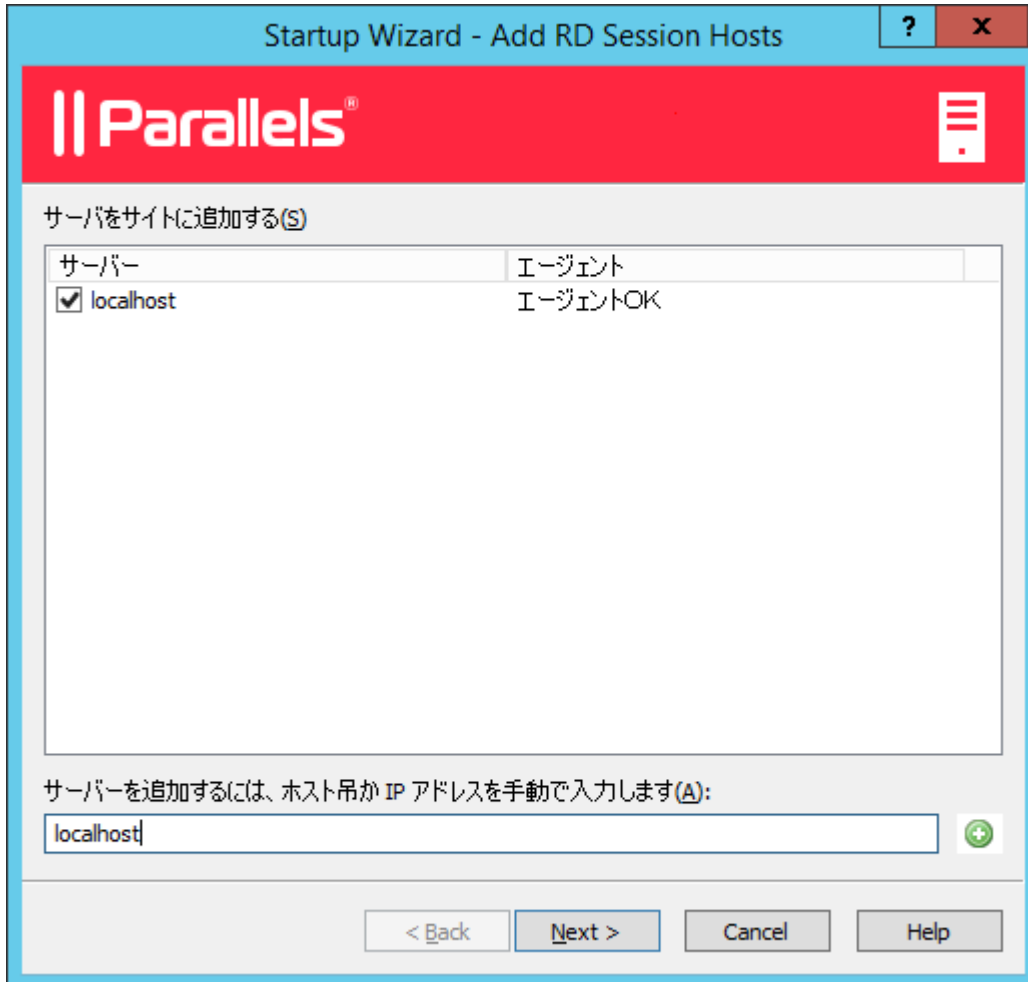 Startup Wizard - Add RD Session Hosts
? x
Parallels®
サーバをサイトに追加する(S)
サーバー エージェント
localhost エージェントOK
サーバーを追加するには、ホスト吊か IP アドレスを手動で入力します(A):
localhost
< Back Next > Cancel Help